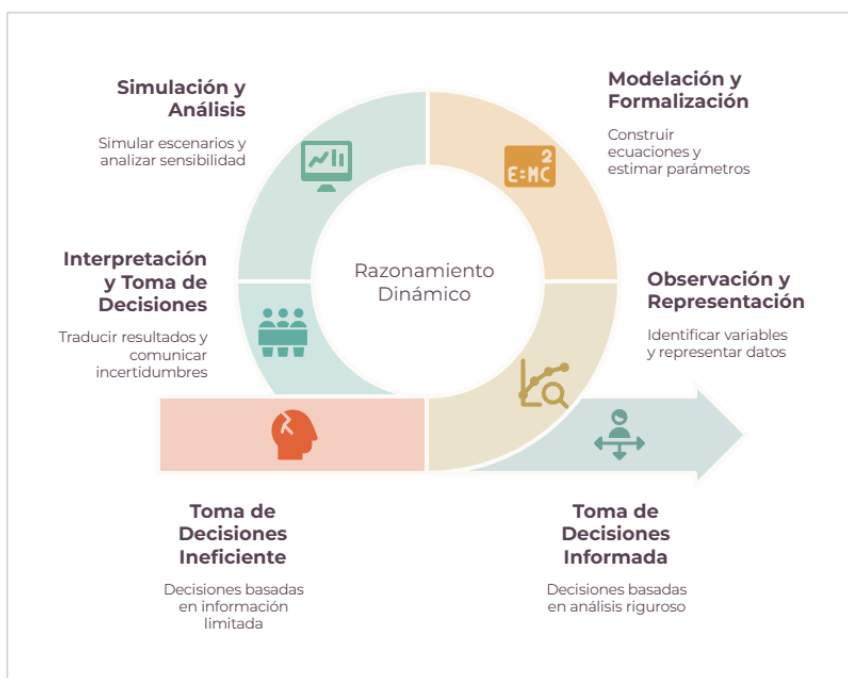 Simulación y
Análisis
Simular escenarios y
analizar sensibilidad
Modelación y
Formalización
Construir
ecuaciones y
estimar parámetros
E=MC
2
Interpretación
y Toma de
Decisiones
Traducir resultados y
comunicar
incertidumbres
Razonamiento
Dinámico
Observación y
Representación
Identificar variables
y representar datos
Toma de
Decisiones
Ineficiente
Decisiones basadas
en información
limitada
Toma de
Decisiones
Informada
Decisiones basadas
en análisis riguroso